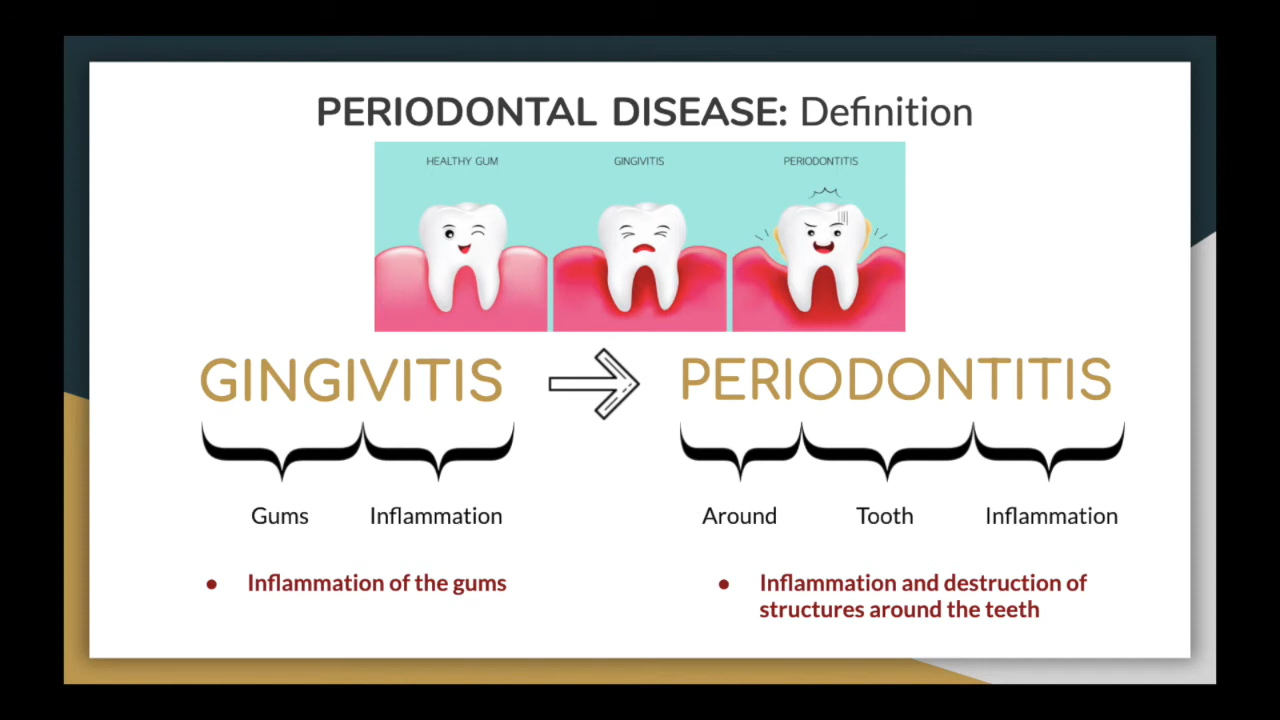 PERIODONTAL DISEASE: Definition
HEALTHY GUM
GINGIVITIS
PERIODONTITIS
GINGIVITIS
PERIODONTITIS
Gums
Inflammation
Around
Tooth
Inflammation
● Inflammation of the gums
● Inflammation and destruction of
structures around the teeth